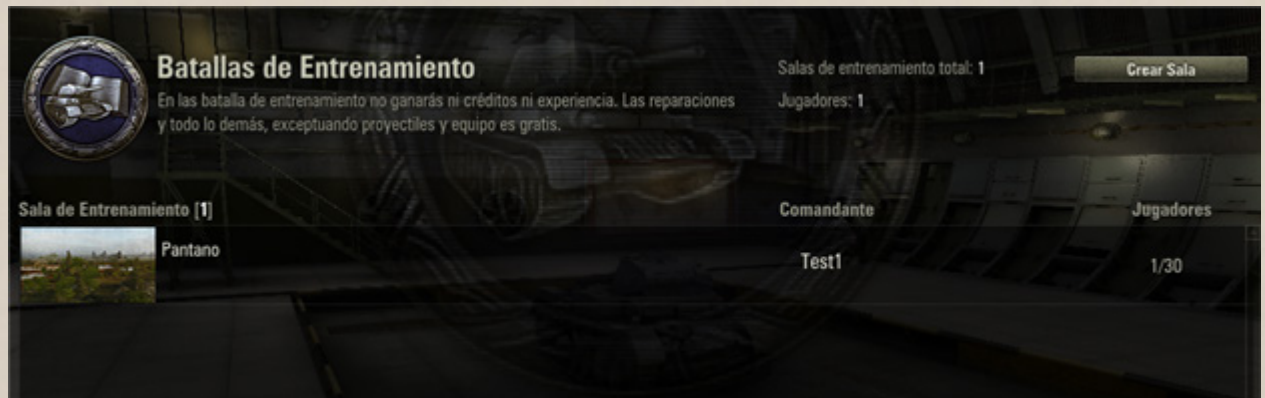 Batallas de Entrenamiento
En las batalla de entrenamiento no ganarás ni créditos ni experiencia. Las reparaciones
y todo lo demás, exceptuando proyectiles y equipo es gratis.
Salas de entrenamiento total: 1
Jugadores: 1
Crear Sala
Sala de Entrenamiento [1]
Comandante
Jugadores
Pantano
Test1
1/30